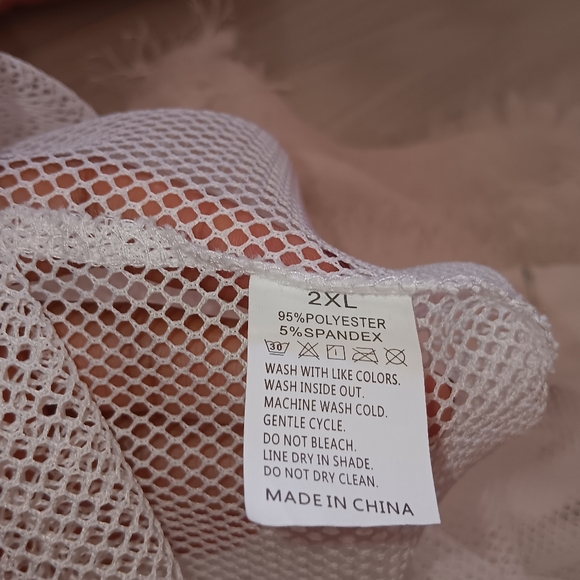 2XL
95%POLYESTER
5%SPANDEX
30
WASH WITH LIKE COLORS.
WASH INSIDE OUT.
MACHINE WASH COLD.
GENTLE CYCLE.
DO NOT BLEACH.
LINE DRY IN SHADE.
DO NOT DRY CLEAN.
MADE IN CHINA